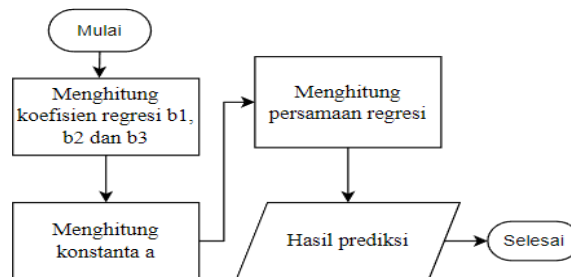 Mulai
Menghitung
koefisien regresi b1,
b2 dan b3
Menghitung
konstanta a
Menghitung
persamaan regresi
Hasil prediksi
Selesai